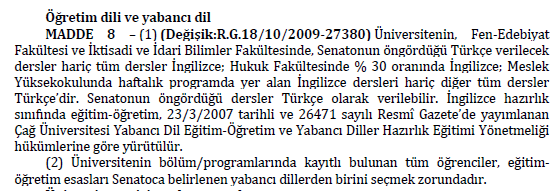 Öğretim dili ve yabancı dil
MADDE 8 – (1) (Değişik:R.G.18/10/2009-27380) Üniversitenin, Fen-Edebiyat
Fakültesi ve İktisadi ve İdari Bilimler Fakültesinde, Senatonun öngördüğü Türkçe verilecek
dersler hariç tüm dersler İngilizce; Hukuk Fakültesinde % 30 oranında İngilizce; Meslek
Yüksekokulunda haftalık programda yer alan İngilizce dersleri hariç diğer tüm dersler
Türkçe’dir. Senatonun öngördüğü dersler Türkçe olarak verilebilir. İngilizce hazırlık
sınıfında eğitim-öğretim, 23/3/2007 tarihli ve 26471 sayılı Resmî Gazete’de yayımlanan
Çağ Üniversitesi Yabancı Dil Eğitim-Öğretim ve Yabancı Diller Hazırlık Eğitimi Yönetmeliği
hükümlerine göre yürütülür.
(2) Üniversitenin bölüm/programlarında kayıtlı bulunan tüm öğrenciler, eğitim-
öğretim esasları Senatoca belirlenen yabancı dillerden birini seçmek zorundadır.